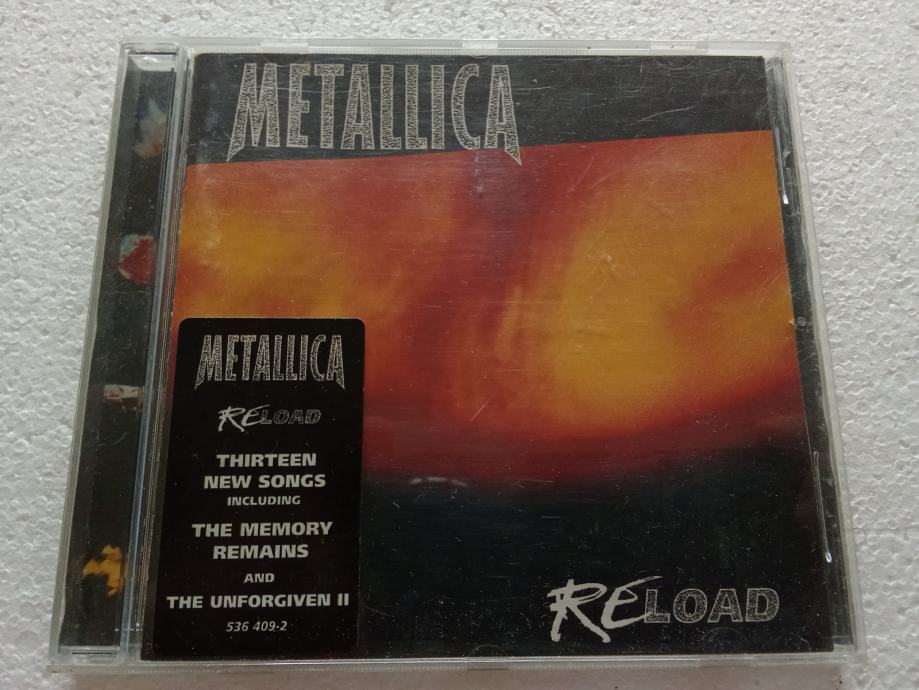 METALLICA
METALLICA
RELOAD
THIRTEEN
NEW SONGS
INCLUDING
THE MEMORY
REMAINS
AND
THE UNFORGIVEN II
536 409-2
RELOAD